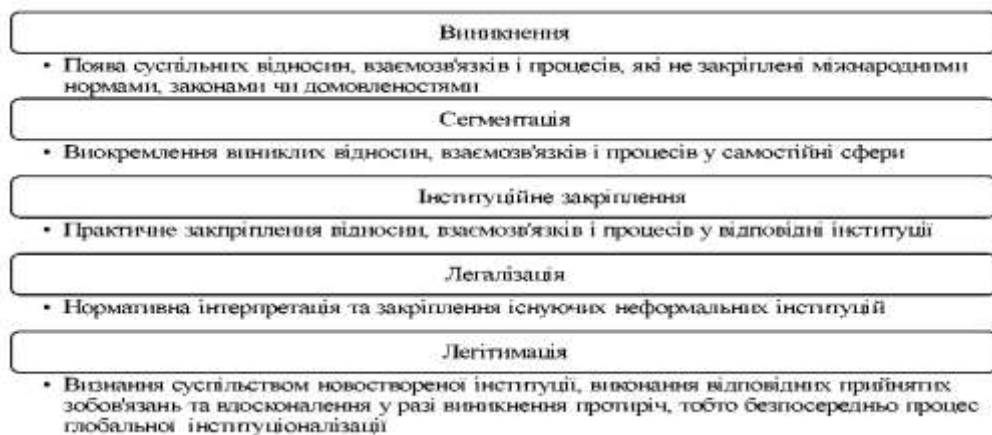 Виникнення
• Поява суспільних відносин, взаємозв'язків і процесів, які не закріплені міжнародними
нормами, законами чи домовленостями
Сегментація
• Виокремлення виниклих відносин, взаємозв'язків і процесів у самостійні сфери
Інституційне закріплення
• Практичне закпріплення відносин, взаємозв'язків і процесів у відповідні інституції
Легалізація
• Нормативна інтерпретація та закріплення існуючих неформальних інституцій
Легітимація
• Визнання суспільством новоствореної інституції, виконання відповідних прийнятих
зобов'язань та вдосконалення у разі виникнення протиріч, тобто безпосередньо процес
глобальної інституціоналізації